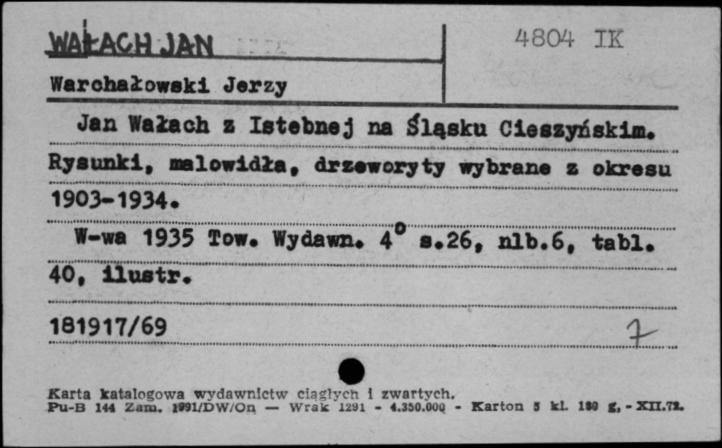 WAŁACH JAN
4804 IK
Warchałowski Jerzy
Jan Wałach z Istebnej na Śląsku Cieszyńskim.
Rysunki, malowidła, drzeworyty wybrane z okresu
1903-1934.
W-wa 1935 Tow. Wydawn. 4° s.26, nlb.6, tabl.
40, ilustr.
181917/69
7
Karta katalogowa wydawnictw ciągłych i zwartych.
Pu-B 144 Zam. 1991/DW/On — Wrak 1291 - 4.350.000 - Karton 5 kl. 180 g, - XII.72.